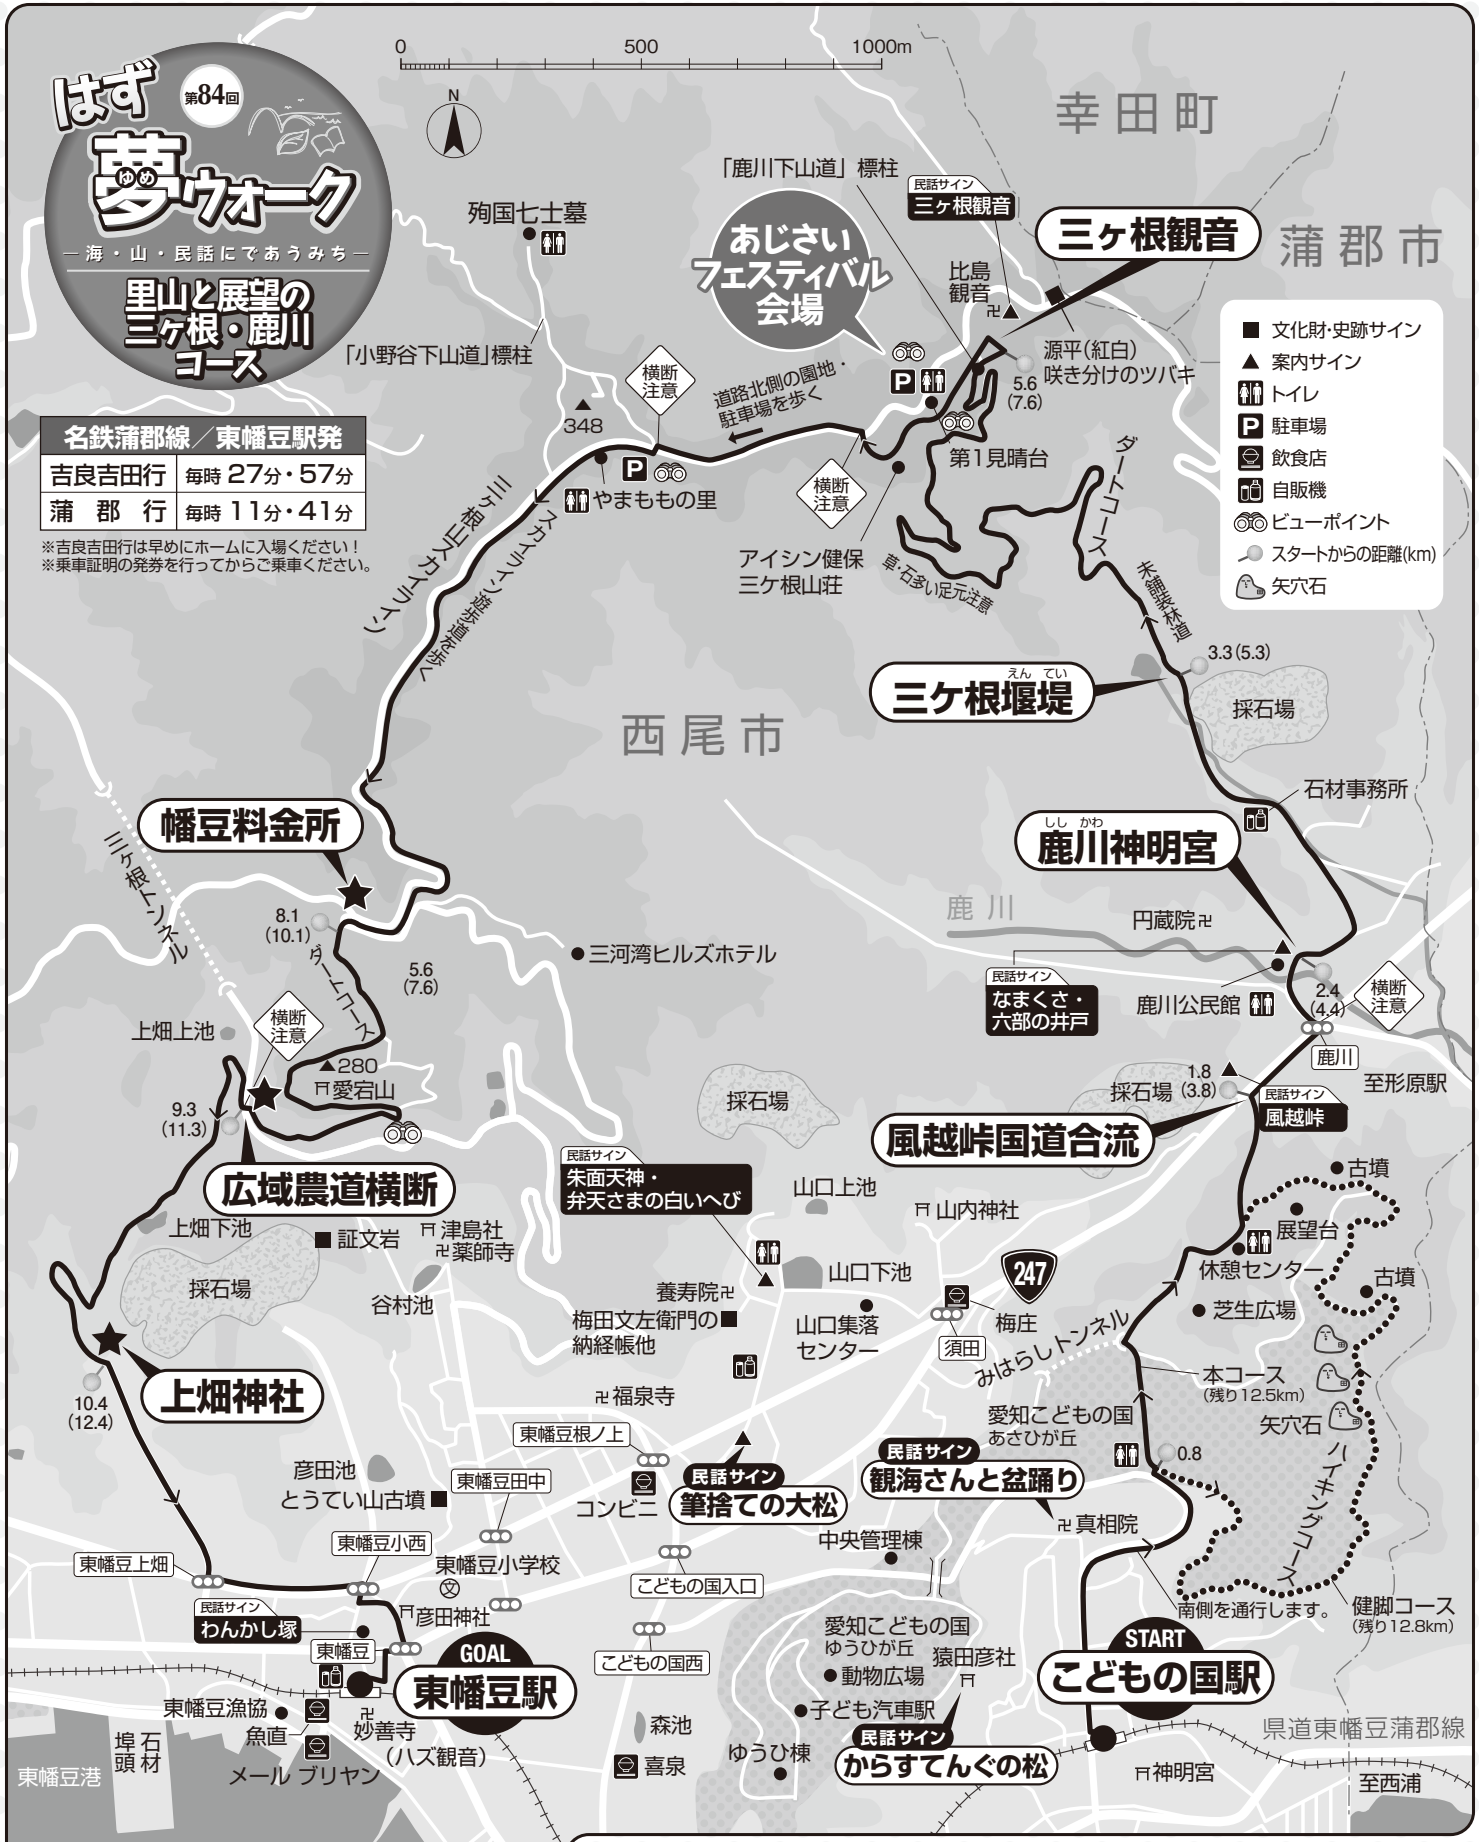 はず
第84回
夢ウォーク
ゆめ
海・山・民話にであうみち
里山と展望の
三ヶ根・鹿川
コース
0 500 1000m
N
名鉄蒲郡線／東幡豆駅発
吉良吉田行 毎時 27分・57分
蒲郡行 毎時 11分・41分
※吉良吉田行は早めにホームに入場ください！
※乗車証明の発券を行ってからご乗車ください。
幸田町
蒲郡市
西尾市
「鹿川下山道」標柱
民話サイン
三ヶ根観音
三ヶ根観音
殉国七士墓
あじさい
フェスティバル
会場
比島
観音
卍
「小野谷下山道」標柱
横断
注意
源平(紅白)
咲き分けのツバキ
5.6
(7.6)
道路北側の園地・
駐車場を歩く
P
348
P
やまももの里
横断
注意
第1見晴台
アイシン健保
三ケ根山荘
草・石多い足元注意
ダートコース
未舗装林道
三ヶ根山スカイライン
スカイライン遊歩道を歩く
文化財・史跡サイン
案内サイン
トイレ
P 駐車場
飲食店
自販機
ビューポイント
スタートからの距離(km)
矢穴石
3.3(5.3)
えん てい
三ケ根堰堤
採石場
石材事務所
しし かわ
鹿川神明宮
鹿川
円蔵院卍
民話サイン
なまくさ・
六部の井戸
鹿川公民館
2.4
(4.4)
横断
注意
鹿川
至形原駅
1.8
(3.8)
採石場
民話サイン
風越峠
風越峠国道合流
幡豆料金所
三ヶ根トンネル
8.1
(10.1)
ダートコース
5.6
(7.6)
三河湾ヒルズホテル
上畑上池
横断
注意
280
愛宕山
9.3
(11.3)
広域農道横断
採石場
民話サイン
朱面天神・
弁天さまの白いへび
山口上池
山内神社
古墳
展望台
休憩センター
古墳
芝生広場
上畑下池
証文岩
津島社
卍薬師寺
採石場
谷村池
養寿院卍
山口下池
梅田文左衛門の
納経帳他
山口集落
センター
247
梅庄
須田
みはらしトンネル
本コース
(残り12.5km)
矢穴石
ハイキングコース
上畑神社
10.4
(12.4)
卍福泉寺
愛知こどもの国
あさひが丘
0.8
東幡豆根ノ上
民話サイン
観海さんと盆踊り
彦田池
とうてい山古墳
東幡豆田中
コンビニ
民話サイン
筆捨ての大松
卍真相院
中央管理棟
東幡豆上畑
東幡豆小西
東幡豆小学校
文
こどもの国入口
南側を通行します。
健脚コース
(残り12.8km)
民話サイン
わんかし塚
彦田神社
東幡豆
こどもの国西
愛知こどもの国
ゆうひが丘
動物広場
猿田彦社
START
こどもの国駅
GOAL
東幡豆駅
東幡豆漁協
魚直
卍
妙善寺
(ハズ観音)
メール ブリヤン
石材
埠頭
東幡豆港
森池
喜泉
子ども汽車駅
ゆうひ棟
民話サイン
からすてんぐの松
神明宮
県道東幡豆蒲郡線
至西浦